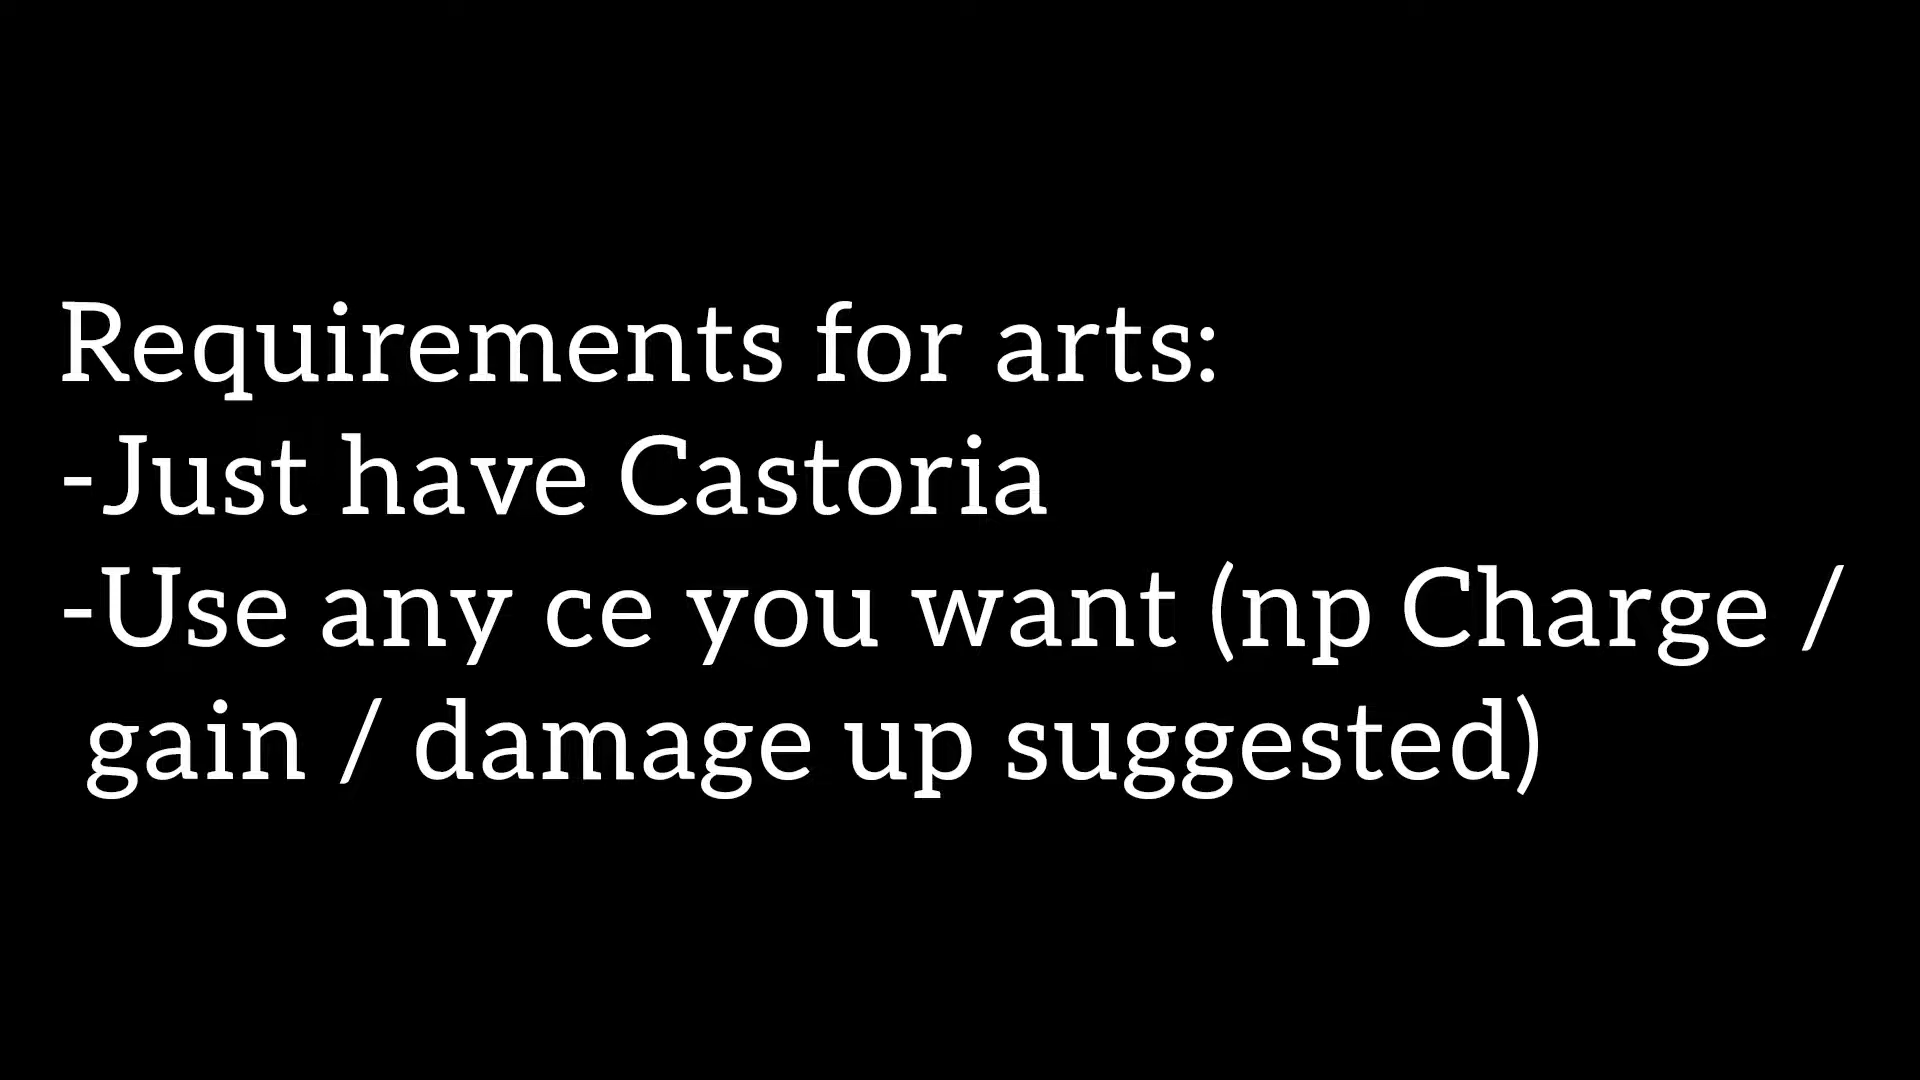 Requirements for arts:
-Just have Castoria
-Use any ce you want (np Charge /
gain / damage up suggested)